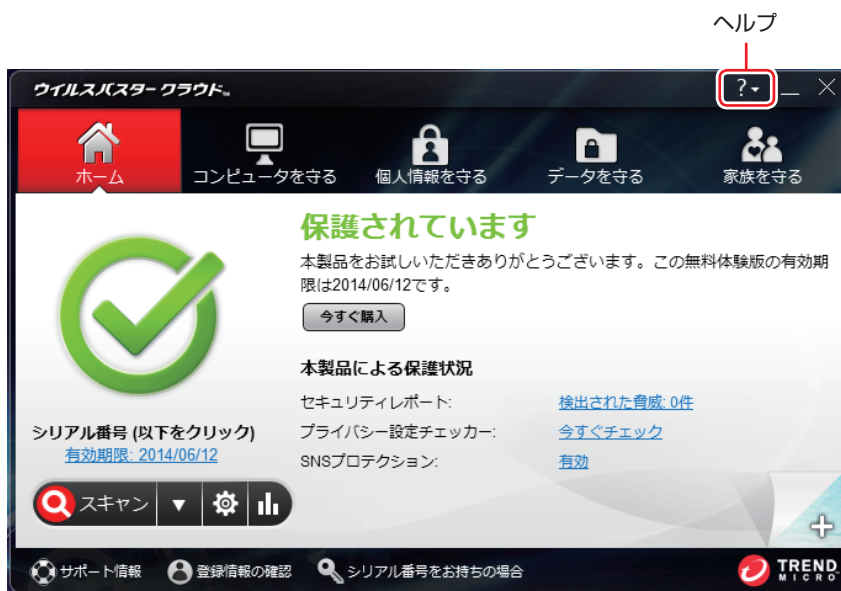 ヘルプ
ウイルスバスター クラウド™
?
ホーム
コンピュータを守る
個人情報を守る
データを守る
家族を守る
保護されています
本製品をお試しいただきありがとうございます。この無料体験版の有効期
限は2014/06/12です。
今すぐ購入
本製品による保護状況
セキュリティレポート:
検出された脅威: 0件
プライバシー設定チェッカー:
今すぐチェック
SNSプロテクション:
有効
シリアル番号 (以下をクリック)
有効期限: 2014/06/12
スキャン
サポート情報
登録情報の確認
シリアル番号をお持ちの場合
TREND
MICRO